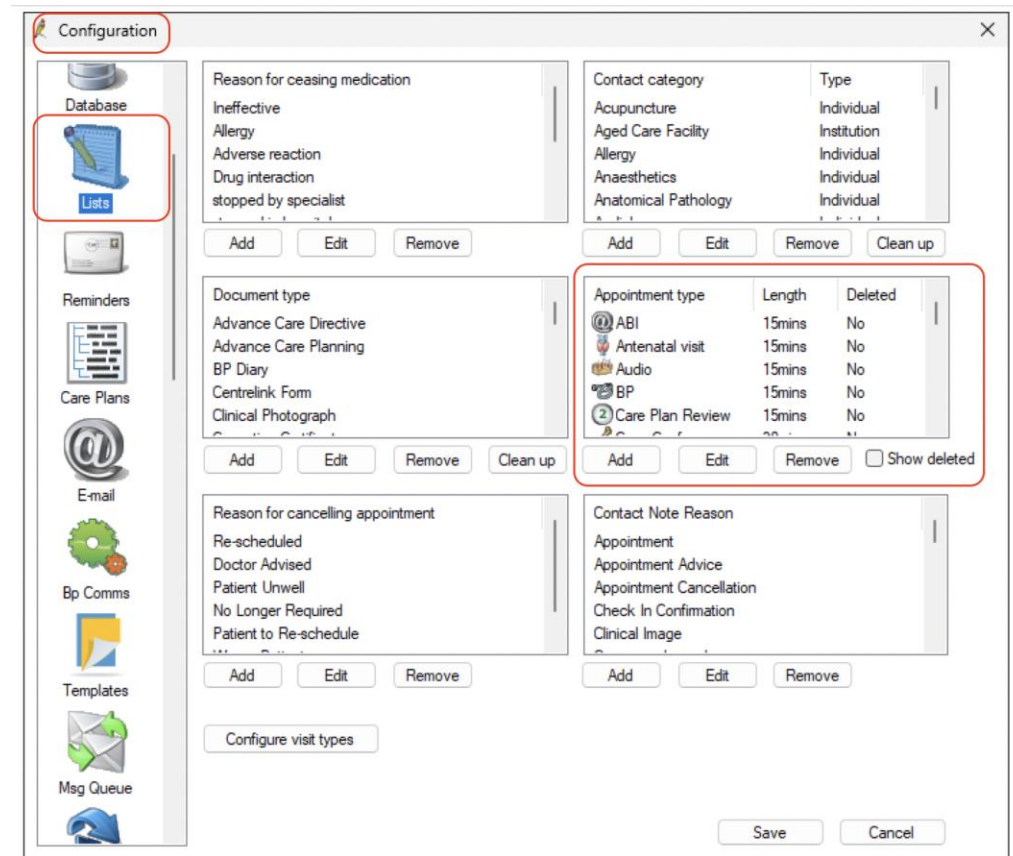 Configuration
Database
Lists
Reminders
Care Plans
E-mail
Bp Comms
Templates
Msg Queue
Reason for ceasing medication
Ineffective
Allergy
Adverse reaction
Drug interaction
stopped by specialist
Add Edit Remove
Contact category Type
Acupuncture Individual
Aged Care Facility Institution
Allergy Individual
Anaesthetics Individual
Anatomical Pathology Individual
Add Edit Remove Clean up
Document type
Advance Care Directive
Advance Care Planning
BP Diary
Centrelink Form
Clinical Photograph
Add Edit Remove Clean up
Appointment type Length Deleted
ABI 15mins No
Antenatal visit 15mins No
Audio 15mins No
BP 15mins No
2 Care Plan Review 15mins No
Add Edit Remove Show deleted
Reason for cancelling appointment
Re-scheduled
Doctor Advised
Patient Unwell
No Longer Required
Patient to Re-schedule
Add Edit Remove
Contact Note Reason
Appointment
Appointment Advice
Appointment Cancellation
Check In Confirmation
Clinical Image
Add Edit Remove
Configure visit types
Save Cancel